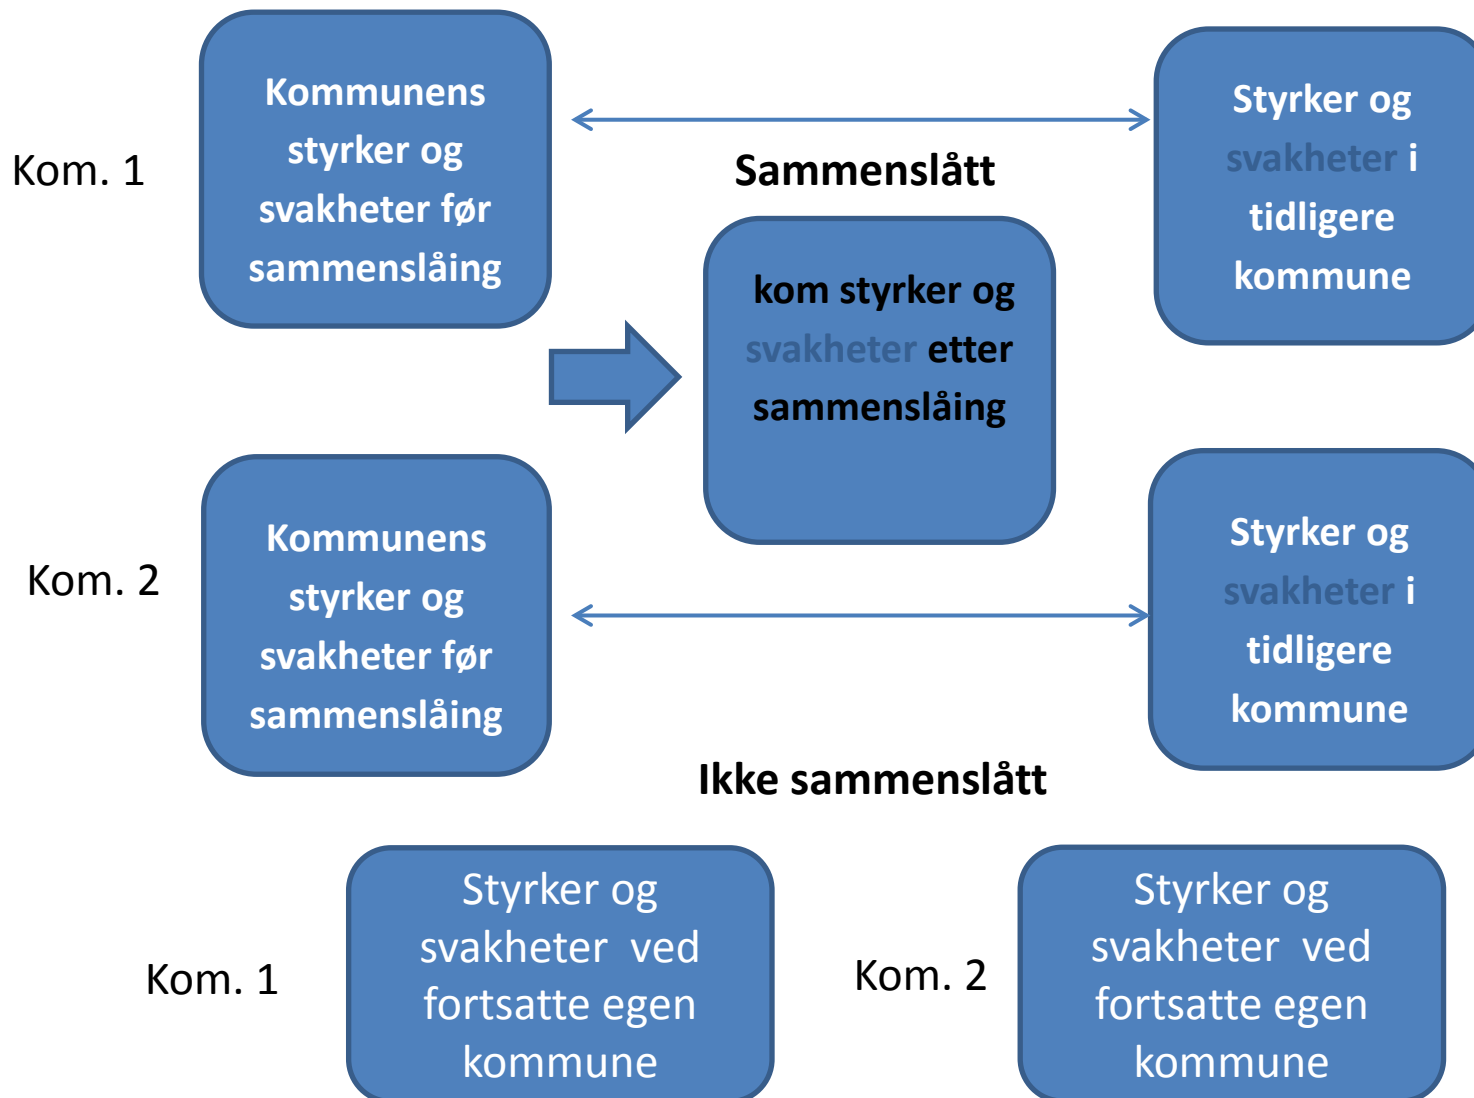 Kom. 1
Kommunens
styrker og
svakheter før
sammenslåing
Sammenslått
kom styrker og
svakheter etter
sammenslåing
Styrker og
svakheter i
tidligere
kommune
Kom. 2
Kommunens
styrker og
svakheter før
sammenslåing
Styrker og
svakheter i
tidligere
kommune
Ikke sammenslått
Kom. 1
Styrker og
svakheter ved
fortsatte egen
kommune
Kom. 2
Styrker og
svakheter ved
fortsatte egen
kommune